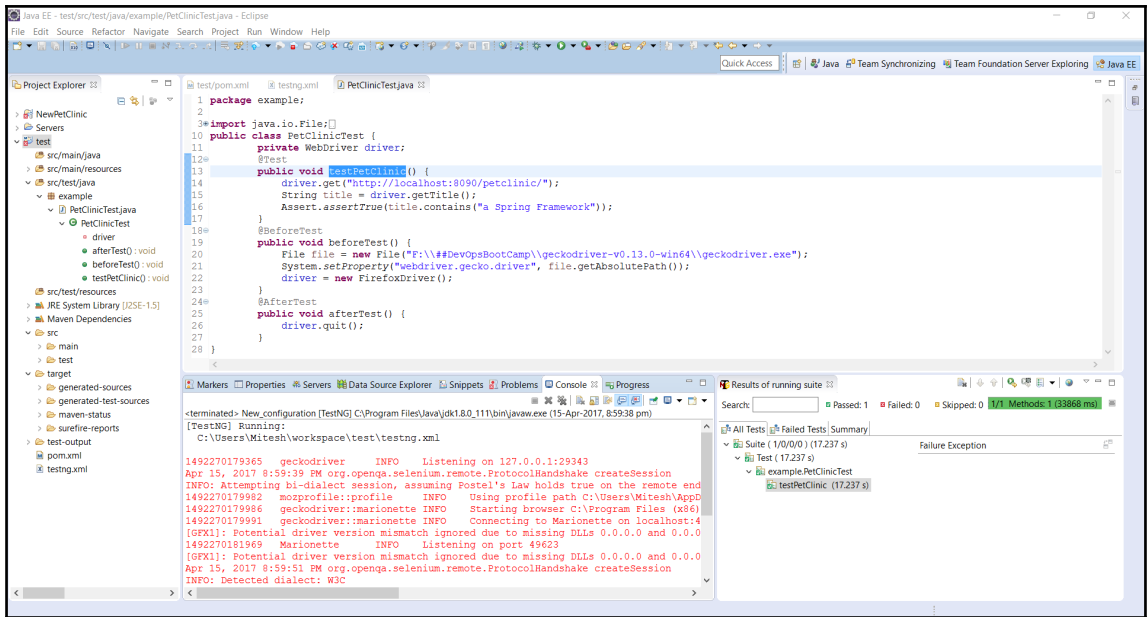 Java EE - test/src/test/java/example/PetClinicTest.java - Eclipse
File Edit Source Refactor Navigate Search Project Run Window Help
Quick Access Java Team Synchronizing Team Foundation Server Exploring Java EE
Project Explorer
NewPetClinic
Servers
test
src/main/java
src/main/resources
src/test/java
example
PetClinicTest.java
PetClinicTest
driver
afterTest() : void
beforeTest() : void
testPetClinic() : void
src/test/resources
JRE System Library [J2SE-1.5]
Maven Dependencies
src
main
test
target
generated-sources
generated-test-sources
maven-status
surefire-reports
test-output
pom.xml
testng.xml
test/pom.xml testng.xml PetClinicTest.java
1 package example;
2
3 import java.io.File;
10 public class PetClinicTest {
11 private WebDriver driver;
12 @Test
13 public void testPetClinic() {
14 driver.get("http://localhost:8090/petclinic/");
15 String title = driver.getTitle();
16 Assert.assertTrue(title.contains("a Spring Framework"));
17 }
18 @BeforeTest
19 public void beforeTest() {
20 File file = new File("F:\\##DevOpsBootCamp\\geckodriver-v0.13.0-win64\\geckodriver.exe");
21 System.setProperty("webdriver.gecko.driver", file.getAbsolutePath());
22 driver = new FirefoxDriver();
23 }
24 @AfterTest
25 public void afterTest() {
26 driver.quit();
27 }
28 }
Markers Properties Servers Data Source Explorer Snippets Problems Console Progress
<terminated> New_configuration [TestNG] C:\Program Files\Java\jdk1.8.0_111\bin\javaw.exe (15-Apr-2017, 8:59:38 pm)
[TestNG] Running:
C:\Users\Mitesh\workspace\test\testng.xml
1492270179365 geckodriver INFO Listening on 127.0.0.1:29343
Apr 15, 2017 8:59:39 PM org.openqa.selenium.remote.ProtocolHandshake createSession
INFO: Attempting bi-dialect session, assuming Postel's Law holds true on the remote end
1492270179982 mozprofile::profile INFO Using profile path C:\Users\Mitesh\AppD
1492270179986 geckodriver::marionette INFO Starting browser C:\Program Files (x86)
1492270179991 geckodriver::marionette INFO Connecting to Marionette on localhost:4
[GFX1]: Potential driver version mismatch ignored due to missing DLLs 0.0.0.0 and 0.0.0
1492270181969 Marionette INFO Listening on port 49623
[GFX1]: Potential driver version mismatch ignored due to missing DLLs 0.0.0.0 and 0.0.0
Apr 15, 2017 8:59:51 PM org.openqa.selenium.remote.ProtocolHandshake createSession
INFO: Detected dialect: W3C
Results of running suite
Search: Passed: 1 Failed: 0 Skipped: 0 1/1 Methods: 1 (33868 ms)
All Tests Failed Tests Summary
Suite ( 1/0/0/0 ) (17.237 s)
Test ( 17.237 s)
example.PetClinicTest
testPetClinic (17.237 s)
Failure Exception